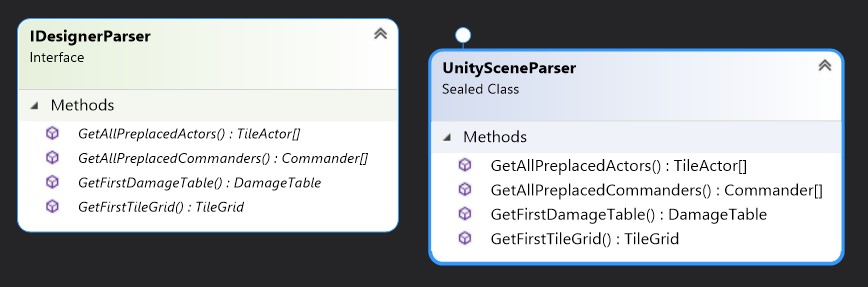 IDesignerParser
Interface
Methods
GetAllPreplacedActors() : TileActor[]
GetAllPreplacedCommanders() : Commander[]
GetFirstDamageTable() : DamageTable
GetFirstTileGrid() : TileGrid
UnitySceneParser
Sealed Class
Methods
GetAllPreplacedActors() : TileActor[]
GetAllPreplacedCommanders() : Commander[]
GetFirstDamageTable() : DamageTable
GetFirstTileGrid() : TileGrid